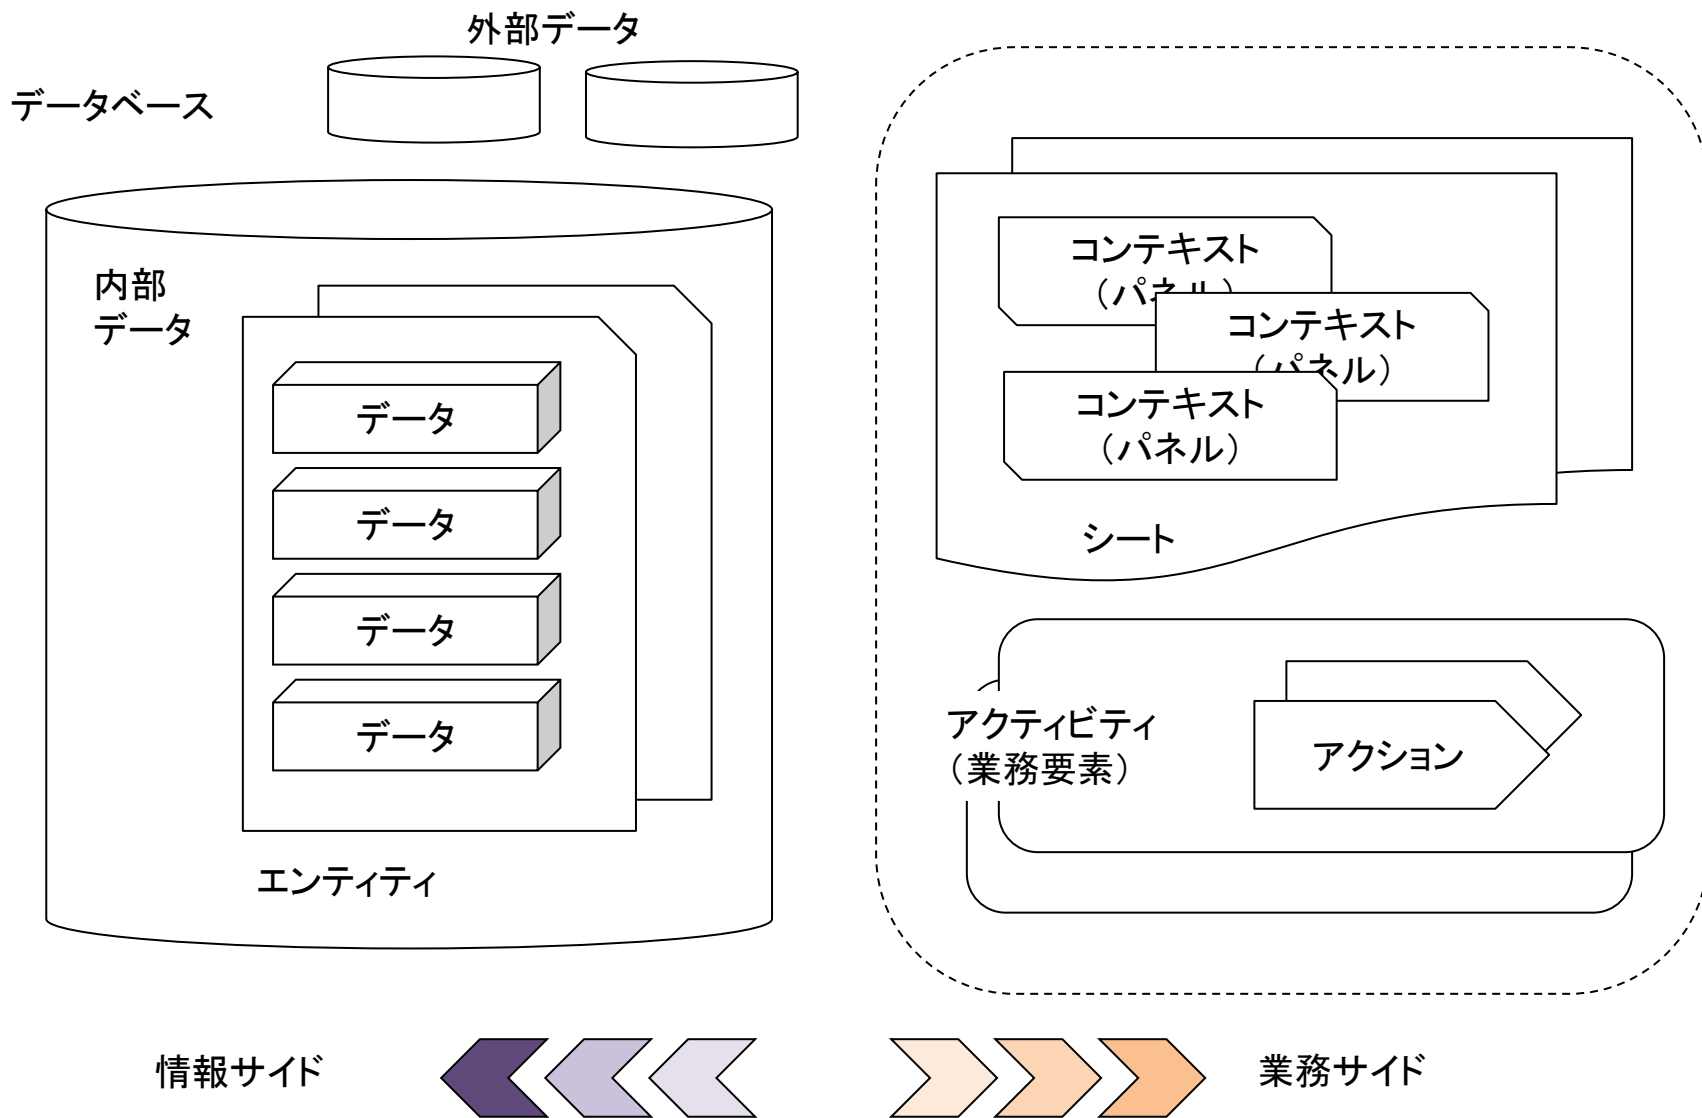 外部データ
データベース
内部
データ
データ
データ
データ
データ
エンティティ
コンテキスト
（パネル）
コンテキスト
（パネル）
コンテキスト
（パネル）
シート
アクティビティ
（業務要素）
アクション
情報サイド
業務サイド